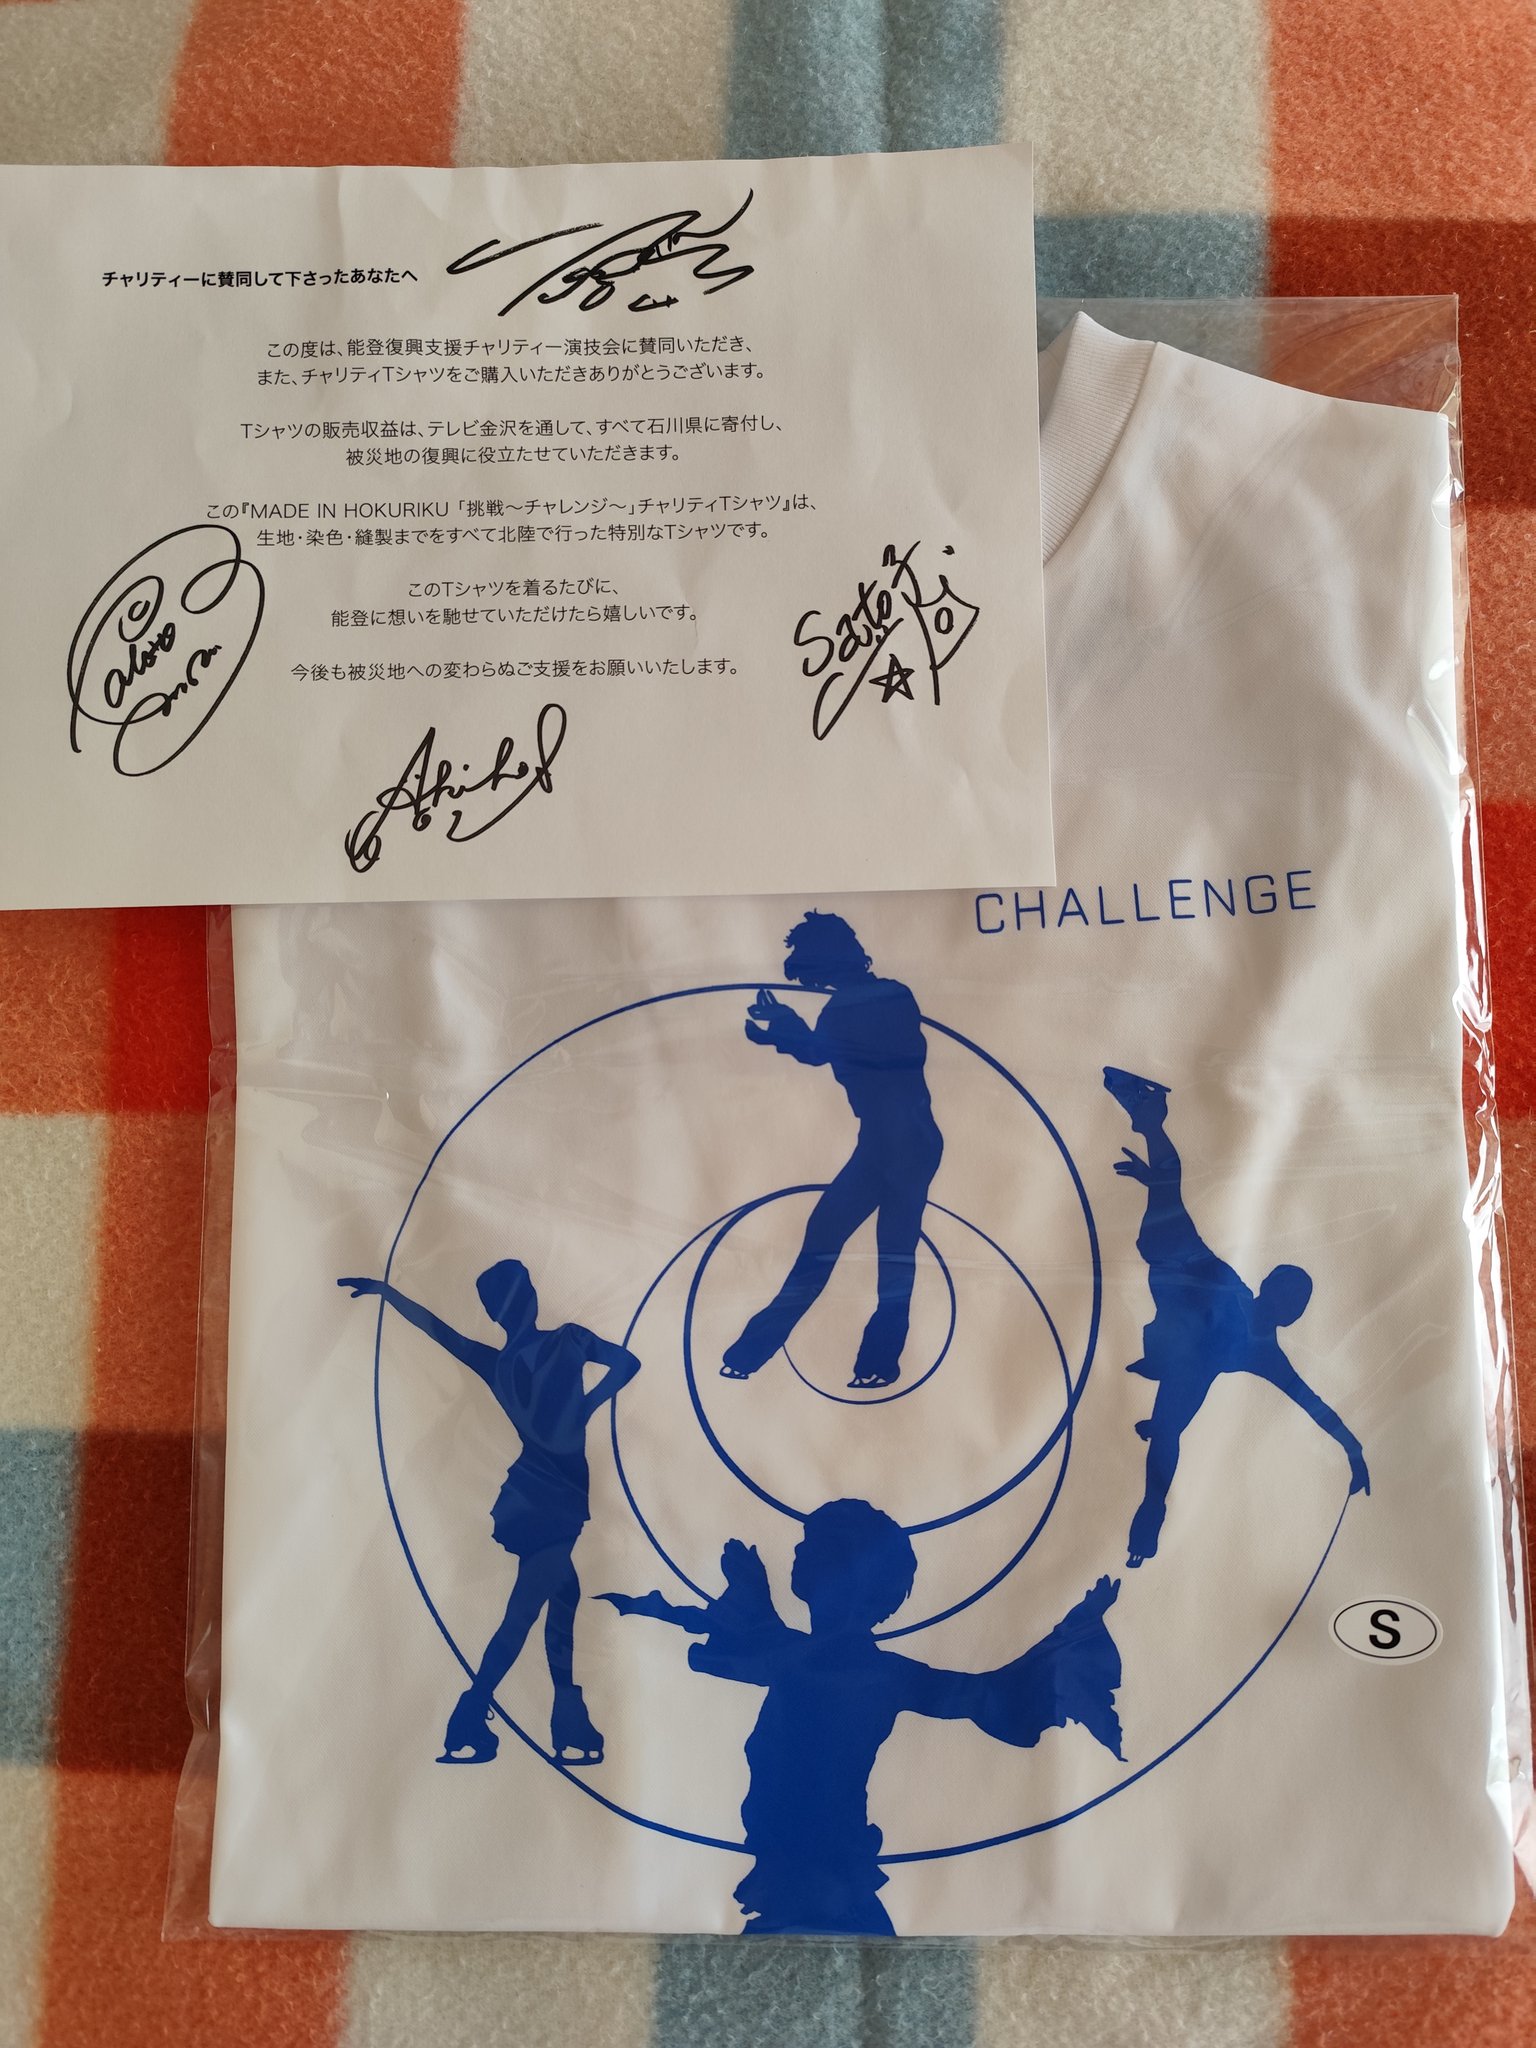 チャリティーに賛同して下さったあなたへ
この度は、能登復興支援チャリティー演技会に賛同いただき、
また、チャリティTシャツをご購入いただきありがとうございます。
Tシャツの販売収益は、テレビ金沢を通して、すべて石川県に寄付し、
被災地の復興に役立たせていただきます。
この『MADE IN HOKURIKU「挑戦〜チャレンジ〜」チャリティTシャツ』は、
生地・染色・縫製までをすべて北陸で行った特別なTシャツです。
このTシャツを着るたびに、
能登に想いを馳せていただけたら嬉しいです。
今後も被災地への変わらぬご支援をお願いいたします。
Satoko
Akiko
CHALLENGE
S